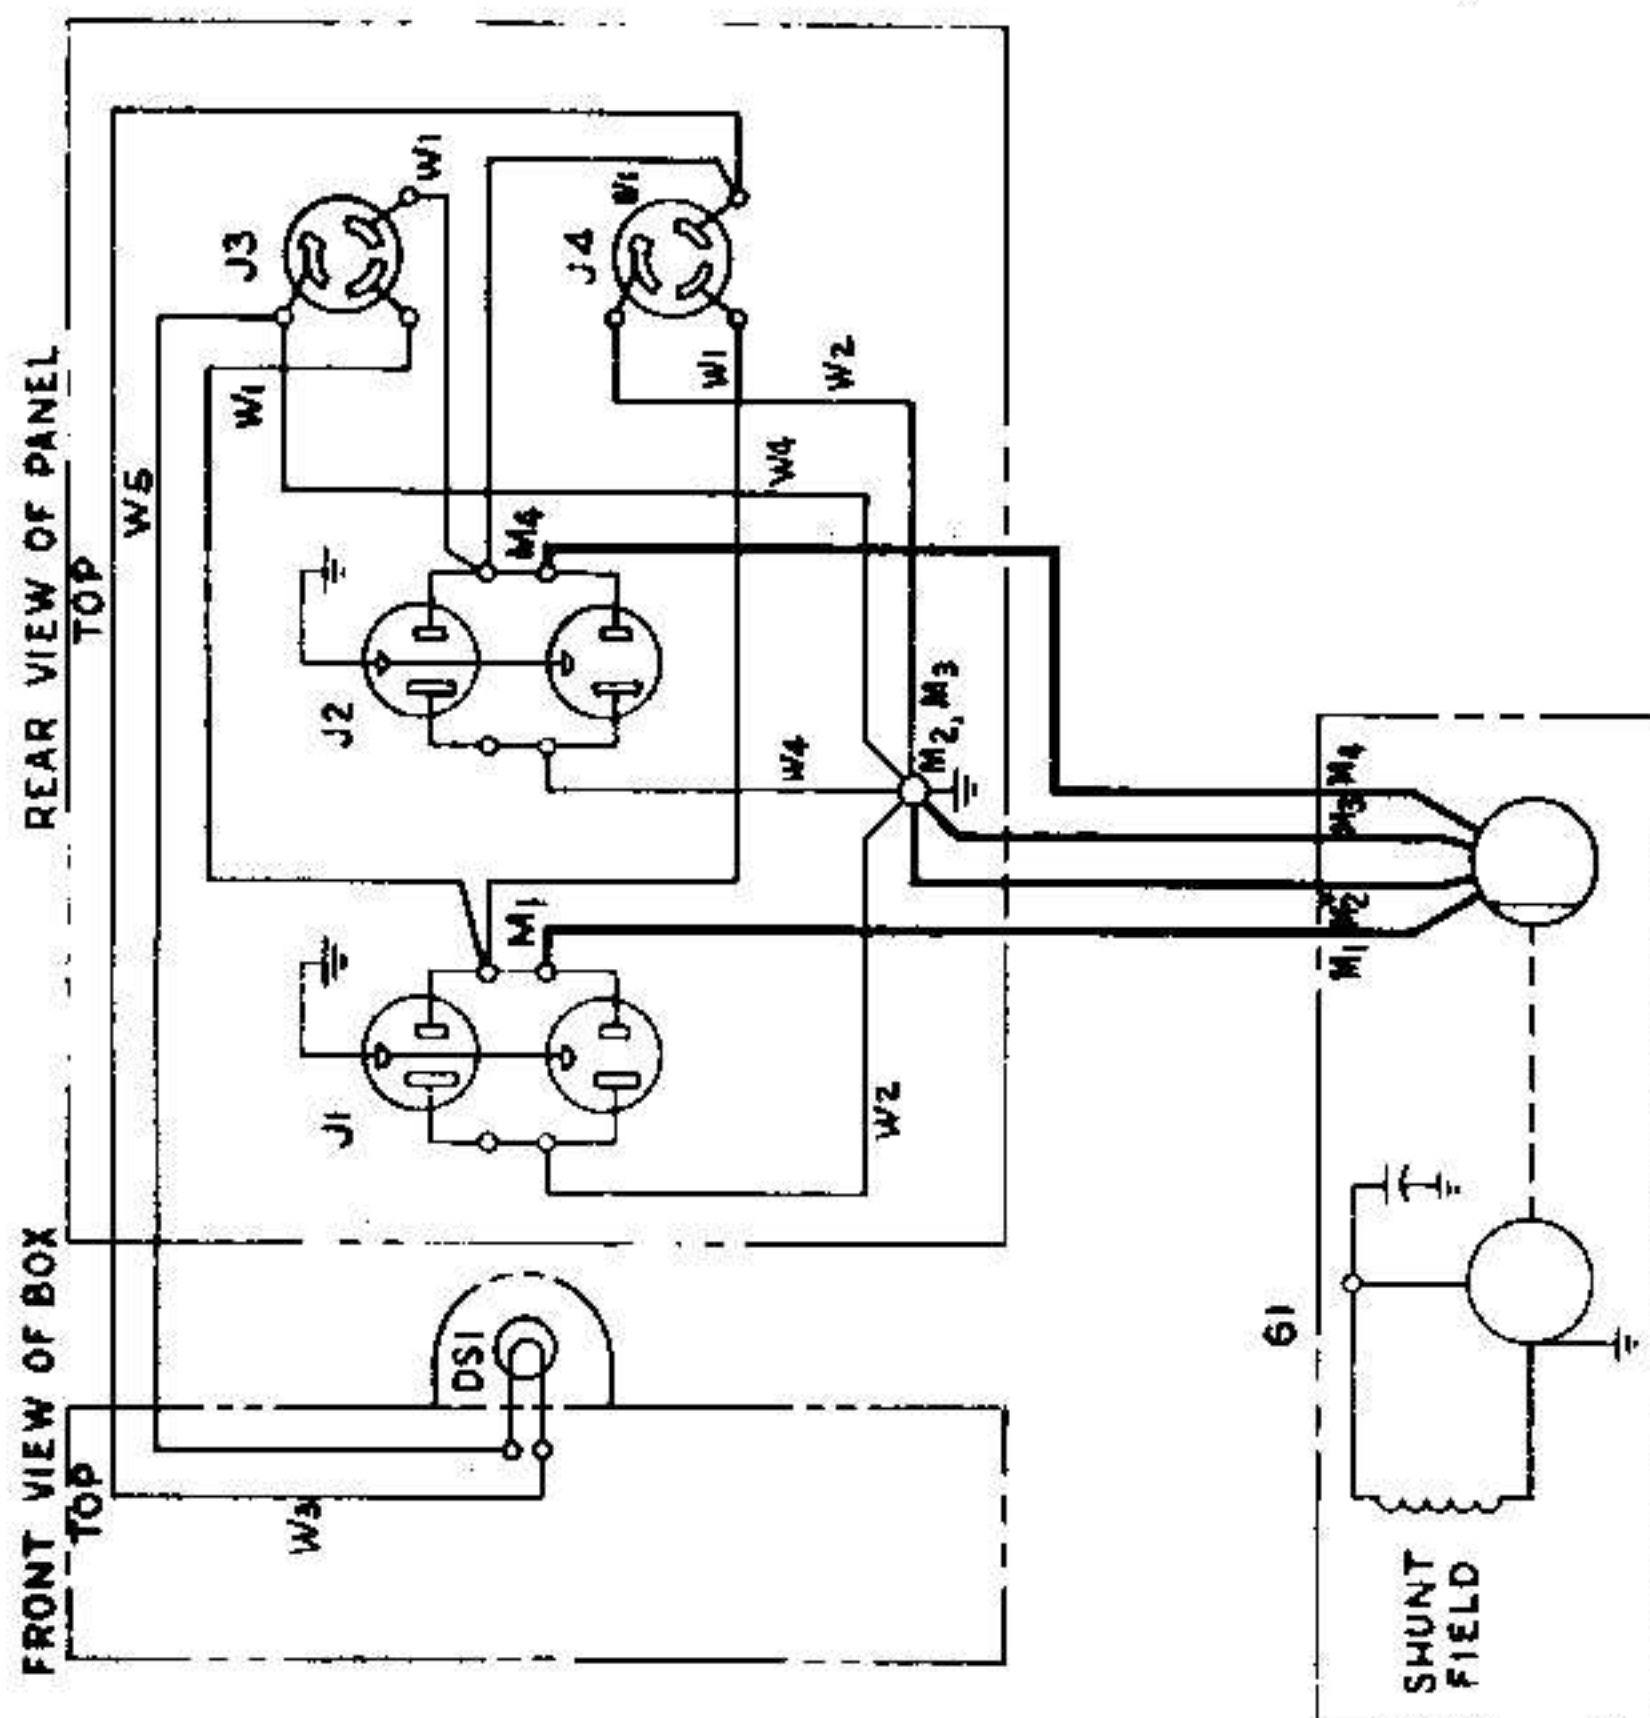 FRONT VIEW OF BOX
TOP
REAR VIEW OF PANEL
TOP
W3
W5
DS1
J1
J2
J3
J4
W1
W1
W1
W1
W2
W4
W4
W2
M1
M4
M2, M3
M1
M2
M3
M4
G1
SHUNT
FIELD